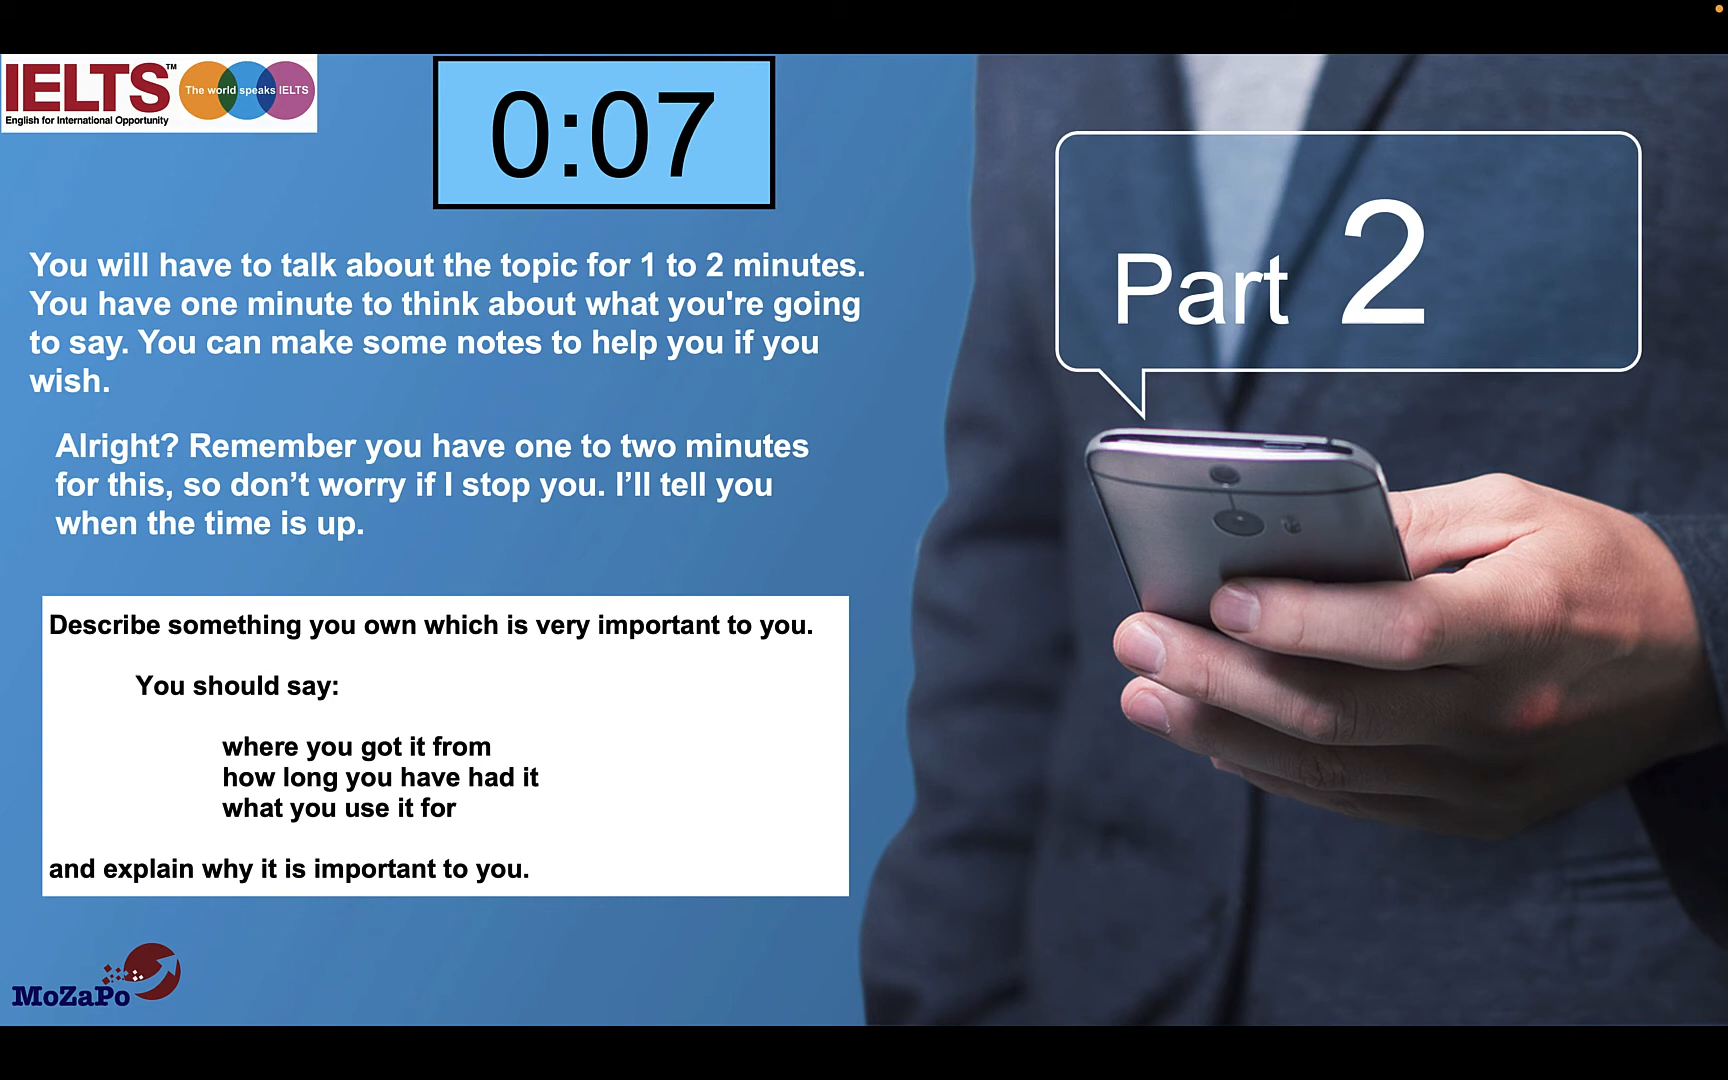 IELTS™
English for International Opportunity
The world speaks IELTS
0:07
You will have to talk about the topic for 1 to 2 minutes.
You have one minute to think about what you're going
to say. You can make some notes to help you if you
wish.
Alright? Remember you have one to two minutes
for this, so don’t worry if I stop you. I’ll tell you
when the time is up.
Describe something you own which is very important to you.
You should say:
where you got it from
how long you have had it
what you use it for
and explain why it is important to you.
MoZaPo
Part 2